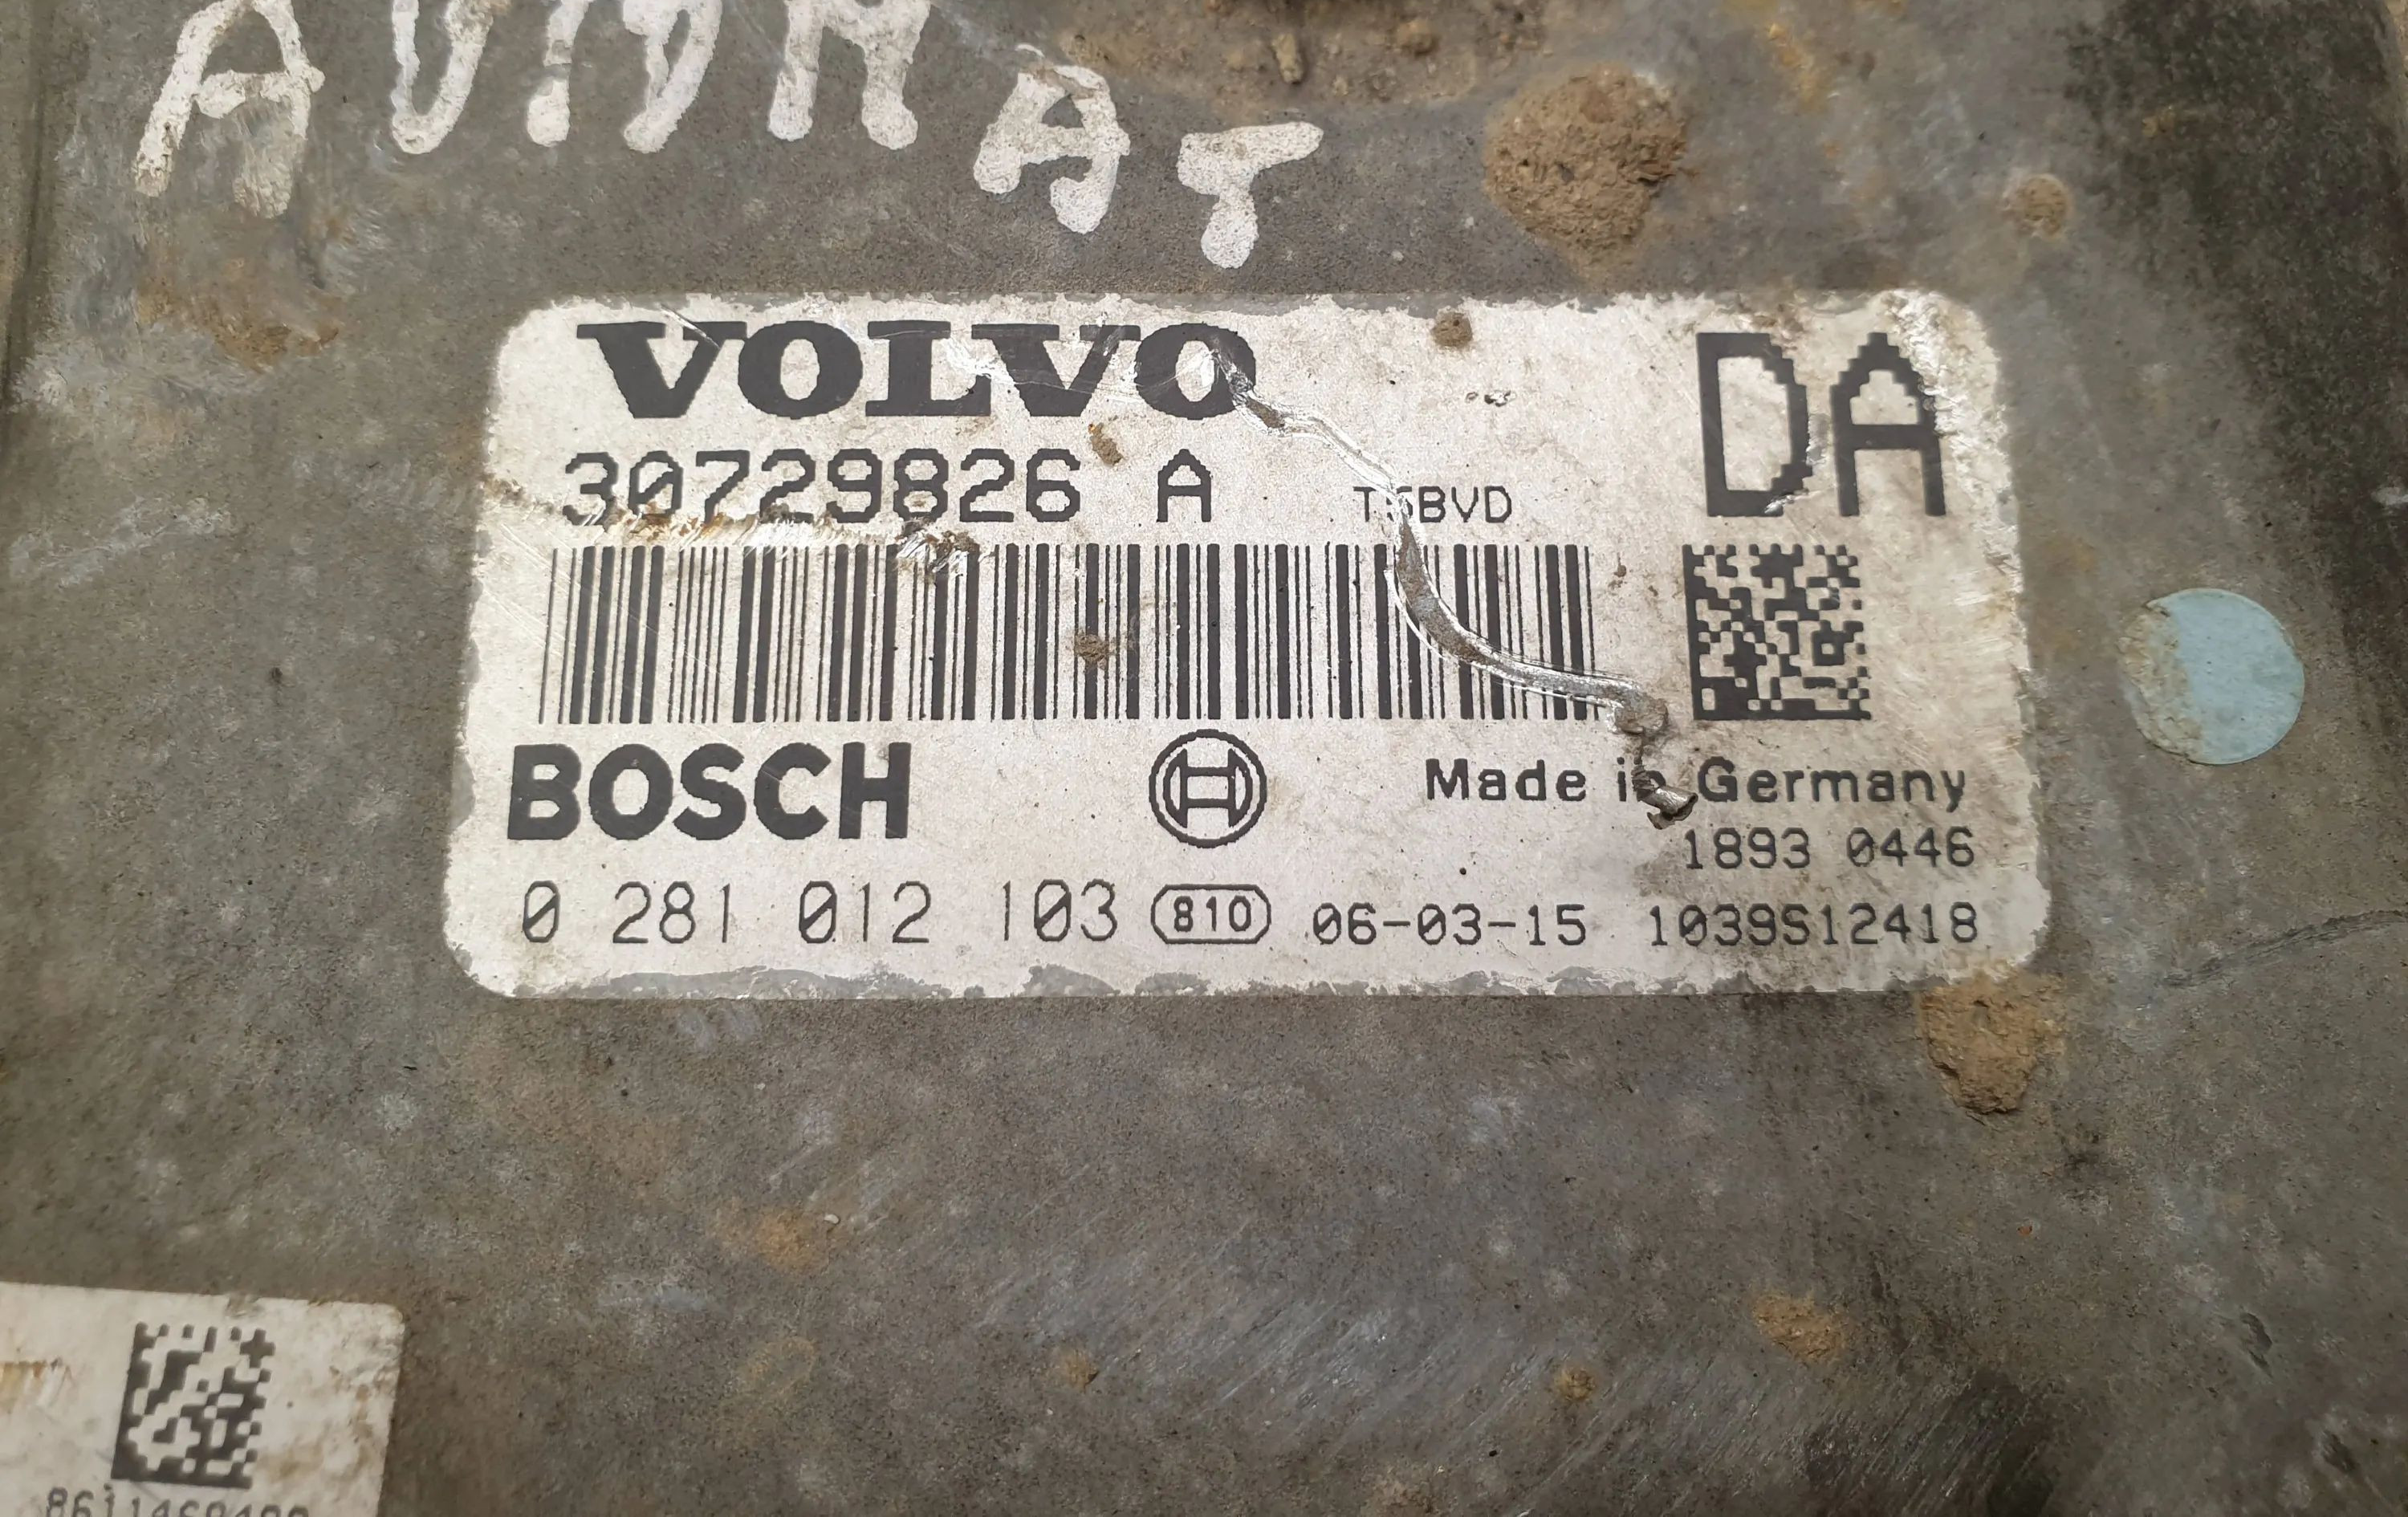 AUTOMAT
VOLVO
DA
30729826 A T5BVD
BOSCH Made in Germany
1893 0446
0 281 012 103 810 06-03-15 1039S12418